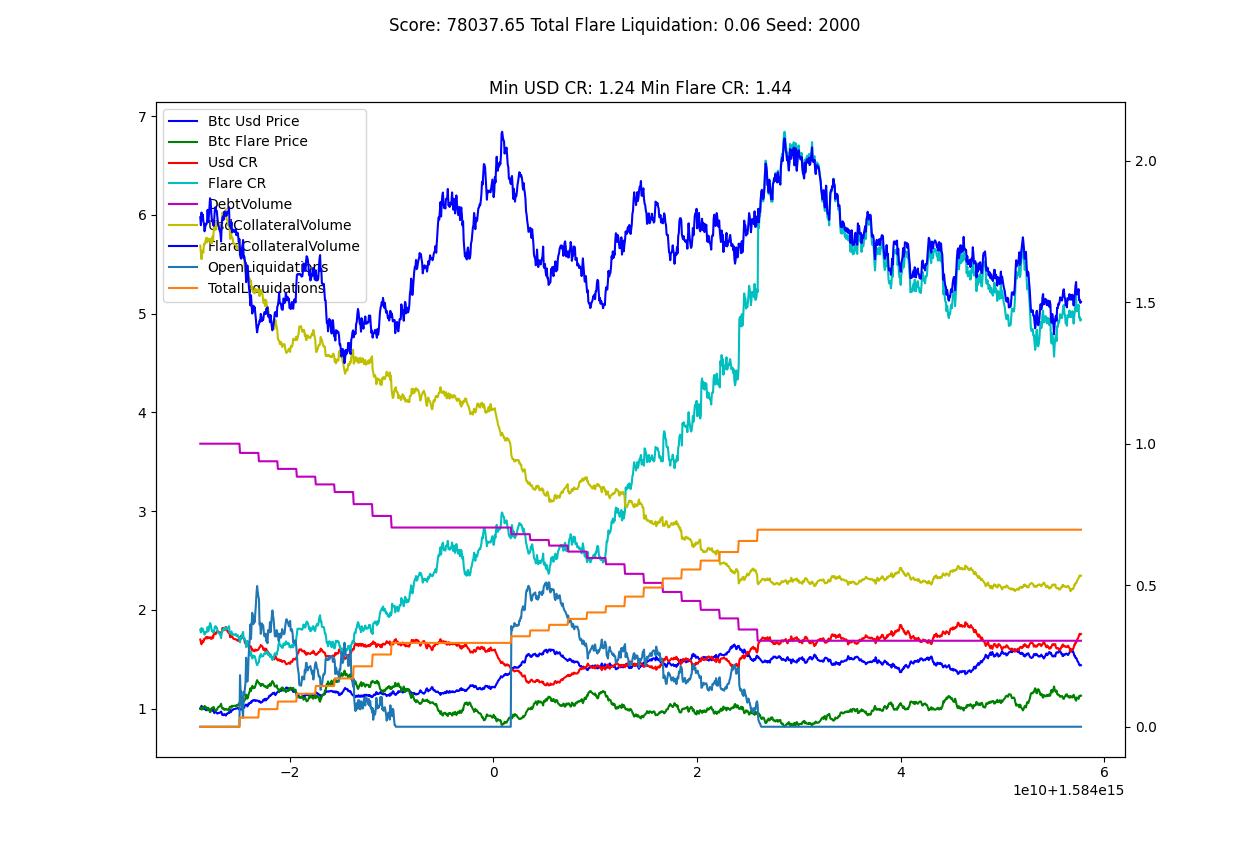 Score: 78037.65 Total Flare Liquidation: 0.06 Seed: 2000
Min USD CR: 1.24 Min Flare CR: 1.44
7
6
5
4
3
2
1
Btc Usd Price
Btc Flare Price
Usd CR
Flare CR
DebtVolume
UsdCollateralVolume
FlareCollateralVolume
OpenLiquidations
TotalLiquidations
2.0
1.5
1.0
0.5
0.0
−2
0
2
4
6
1e10+1.584e15